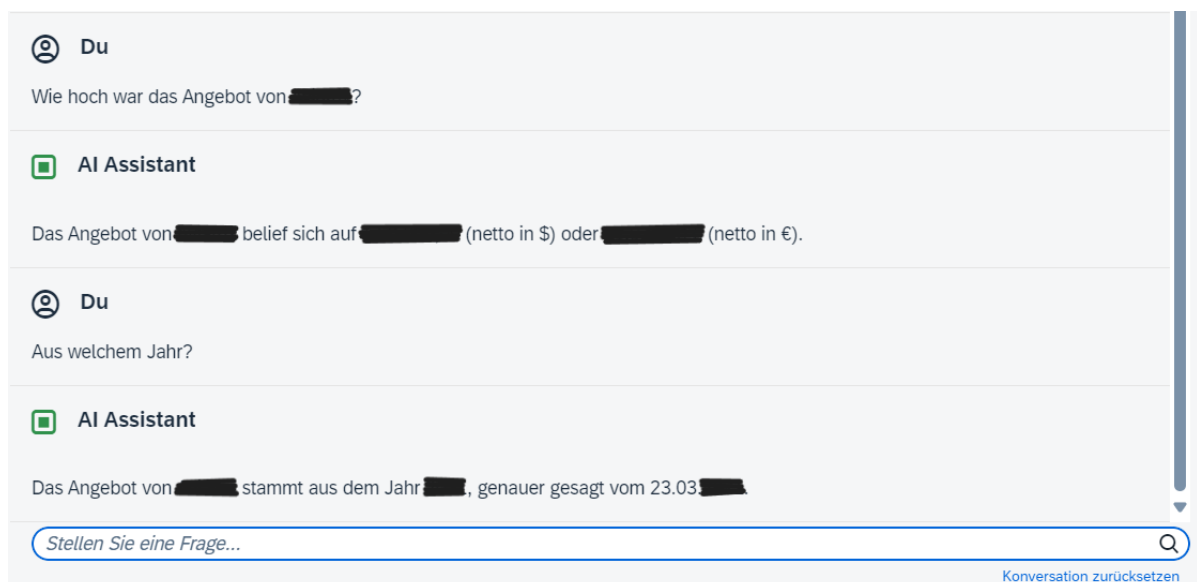 Du
Wie hoch war das Angebot von ?
AI Assistant
Das Angebot von belief sich auf (netto in $) oder (netto in €).
Du
Aus welchem Jahr?
AI Assistant
Das Angebot von stammt aus dem Jahr , genauer gesagt vom 23.03.
Stellen Sie eine Frage...
Konversation zurücksetzen